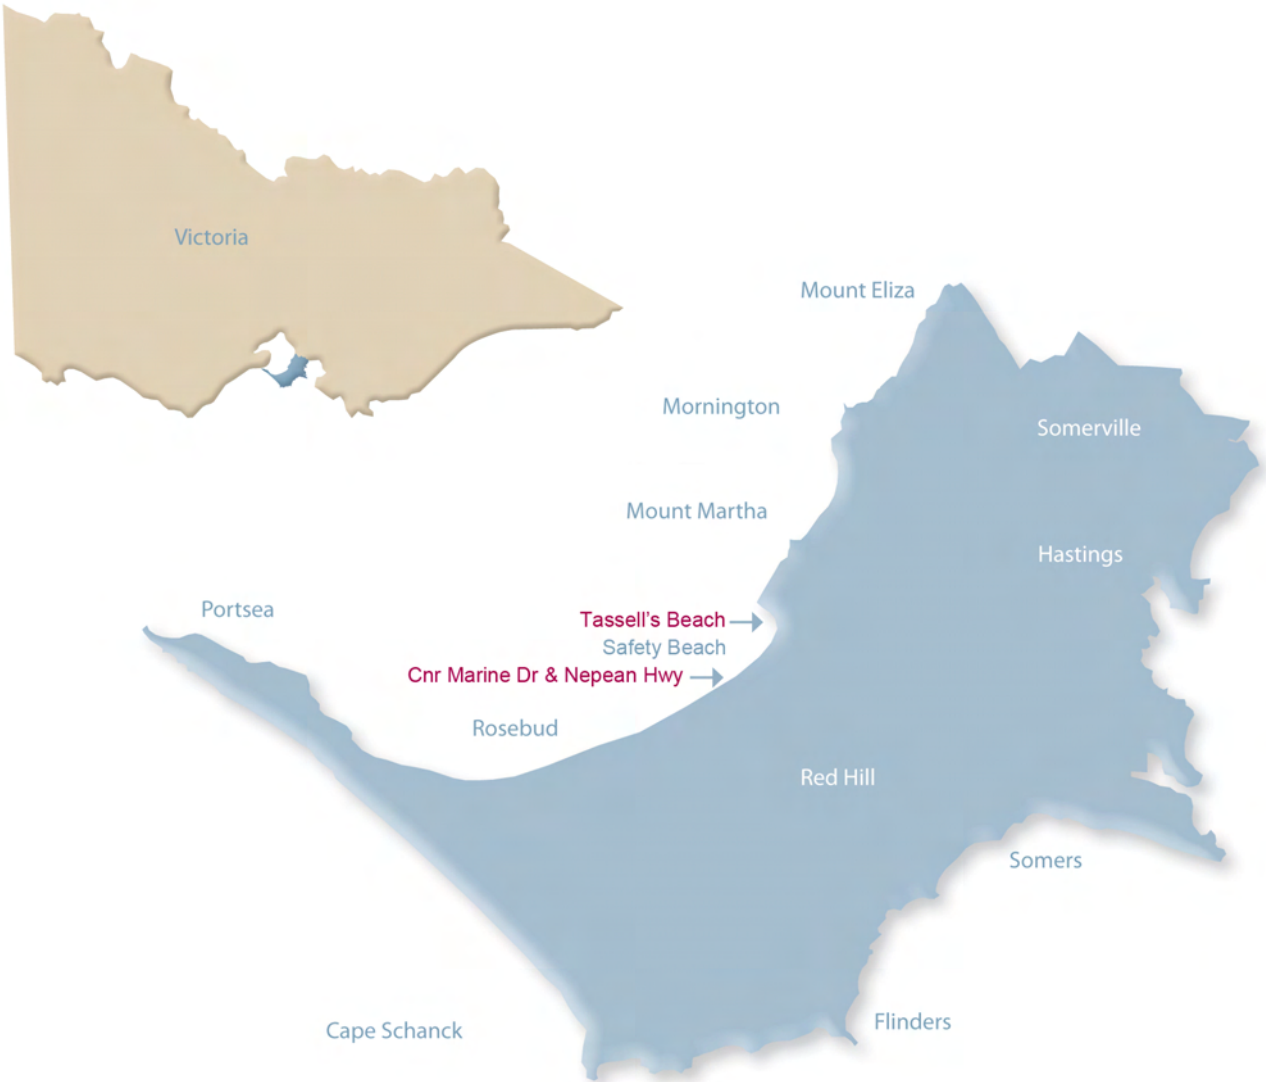 Victoria
Mount Eliza
Mornington
Somerville
Mount Martha
Hastings
Portsea
Tassell's Beach
Safety Beach
Cnr Marine Dr & Nepean Hwy
Rosebud
Red Hill
Somers
Flinders
Cape Schanck